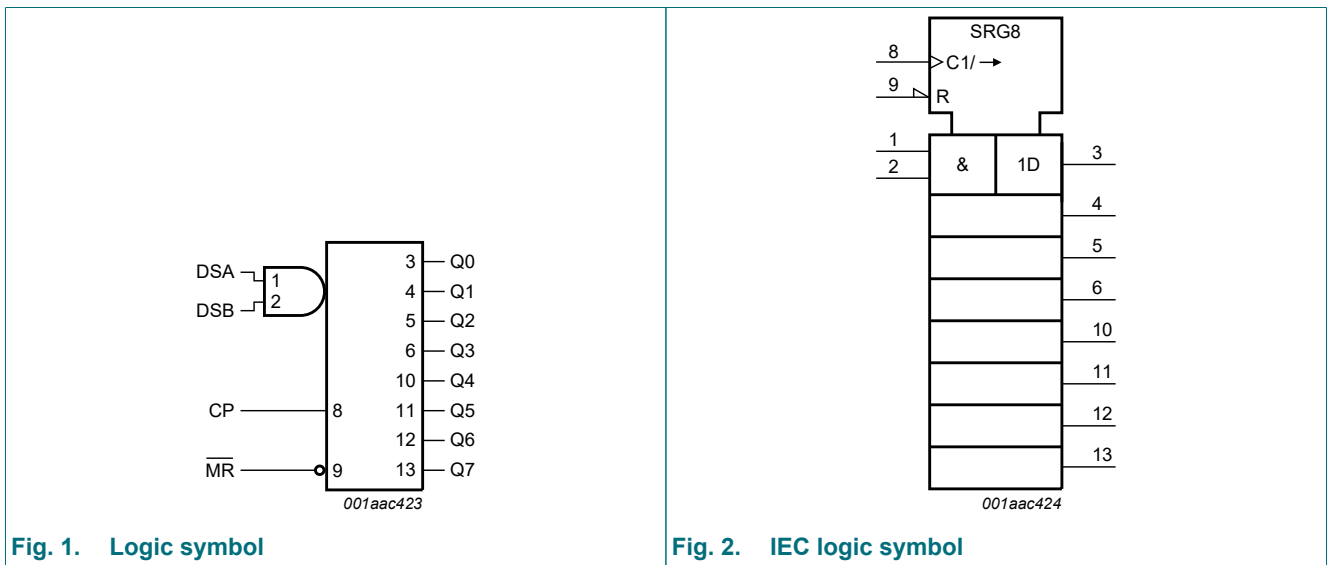 DSA
DSB
1
2
CP
8
MR
9
3
Q0
4
Q1
5
Q2
6
Q3
10
Q4
11
Q5
12
Q6
13
Q7
001aac423
Fig. 1. Logic symbol
SRG8
8
C1/ →
9
R
1
2
&
1D
3
4
5
6
10
11
12
13
001aac424
Fig. 2. IEC logic symbol